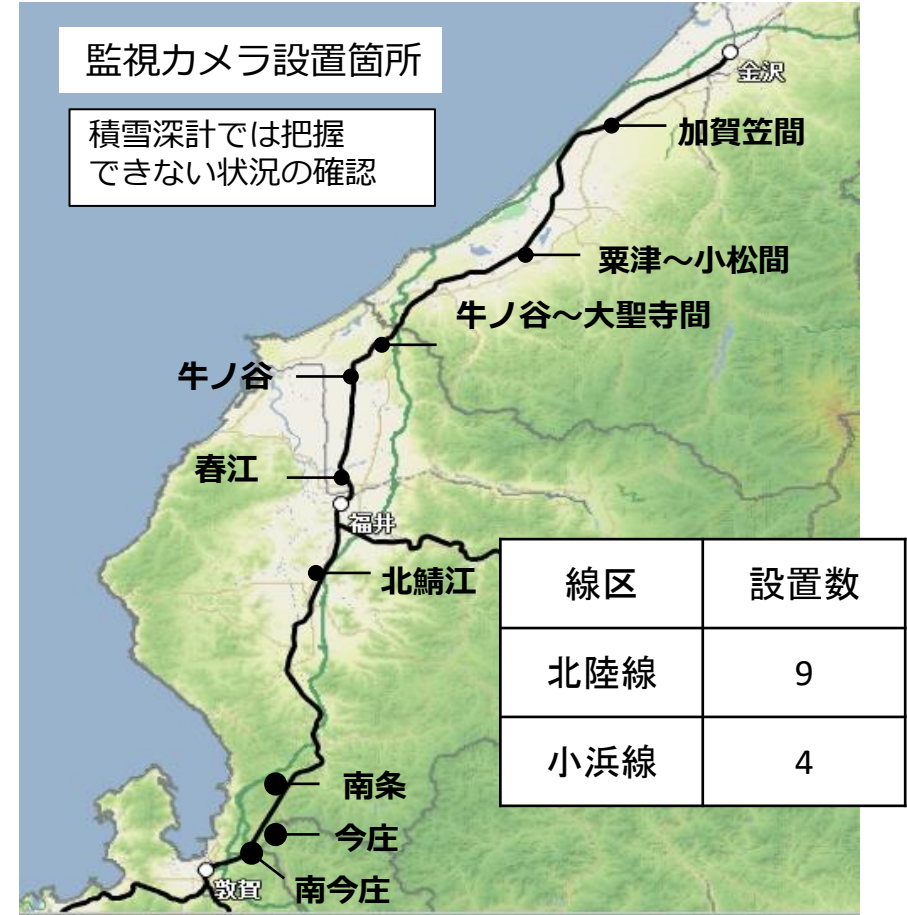 監視カメラ設置箇所
積雪深計では把握
できない状況の確認
金沢
加賀笠間
粟津～小松間
牛ノ谷～大聖寺間
牛ノ谷
春江
福井
北鯖江
線区 設置数
北陸線 9
小浜線 4
南条
今庄
敦賀
南今庄